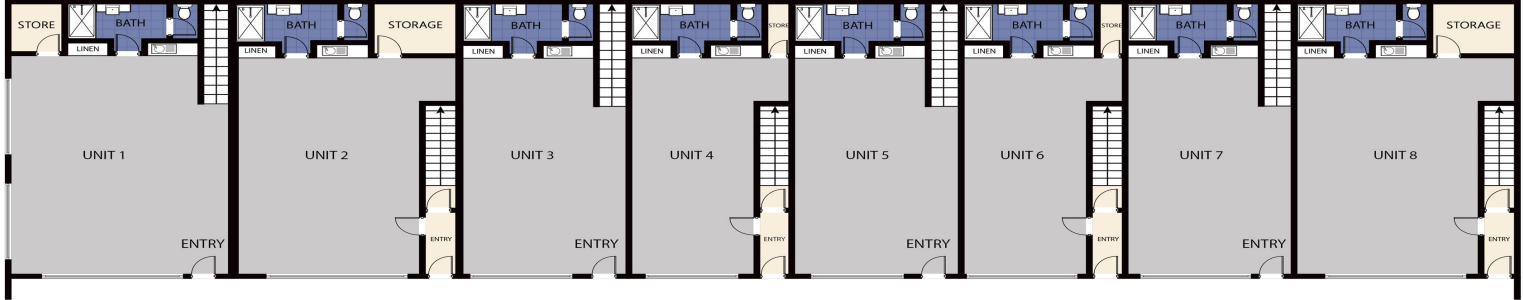 STORE
BATH
LINEN
UNIT 1
ENTRY
BATH
STORAGE
LINEN
UNIT 2
ENTRY
BATH
LINEN
UNIT 3
ENTRY
BATH
STORE
LINEN
UNIT 4
ENTRY
BATH
LINEN
UNIT 5
ENTRY
BATH
STORE
LINEN
UNIT 6
ENTRY
BATH
LINEN
UNIT 7
ENTRY
BATH
STORAGE
LINEN
UNIT 8
ENTRY